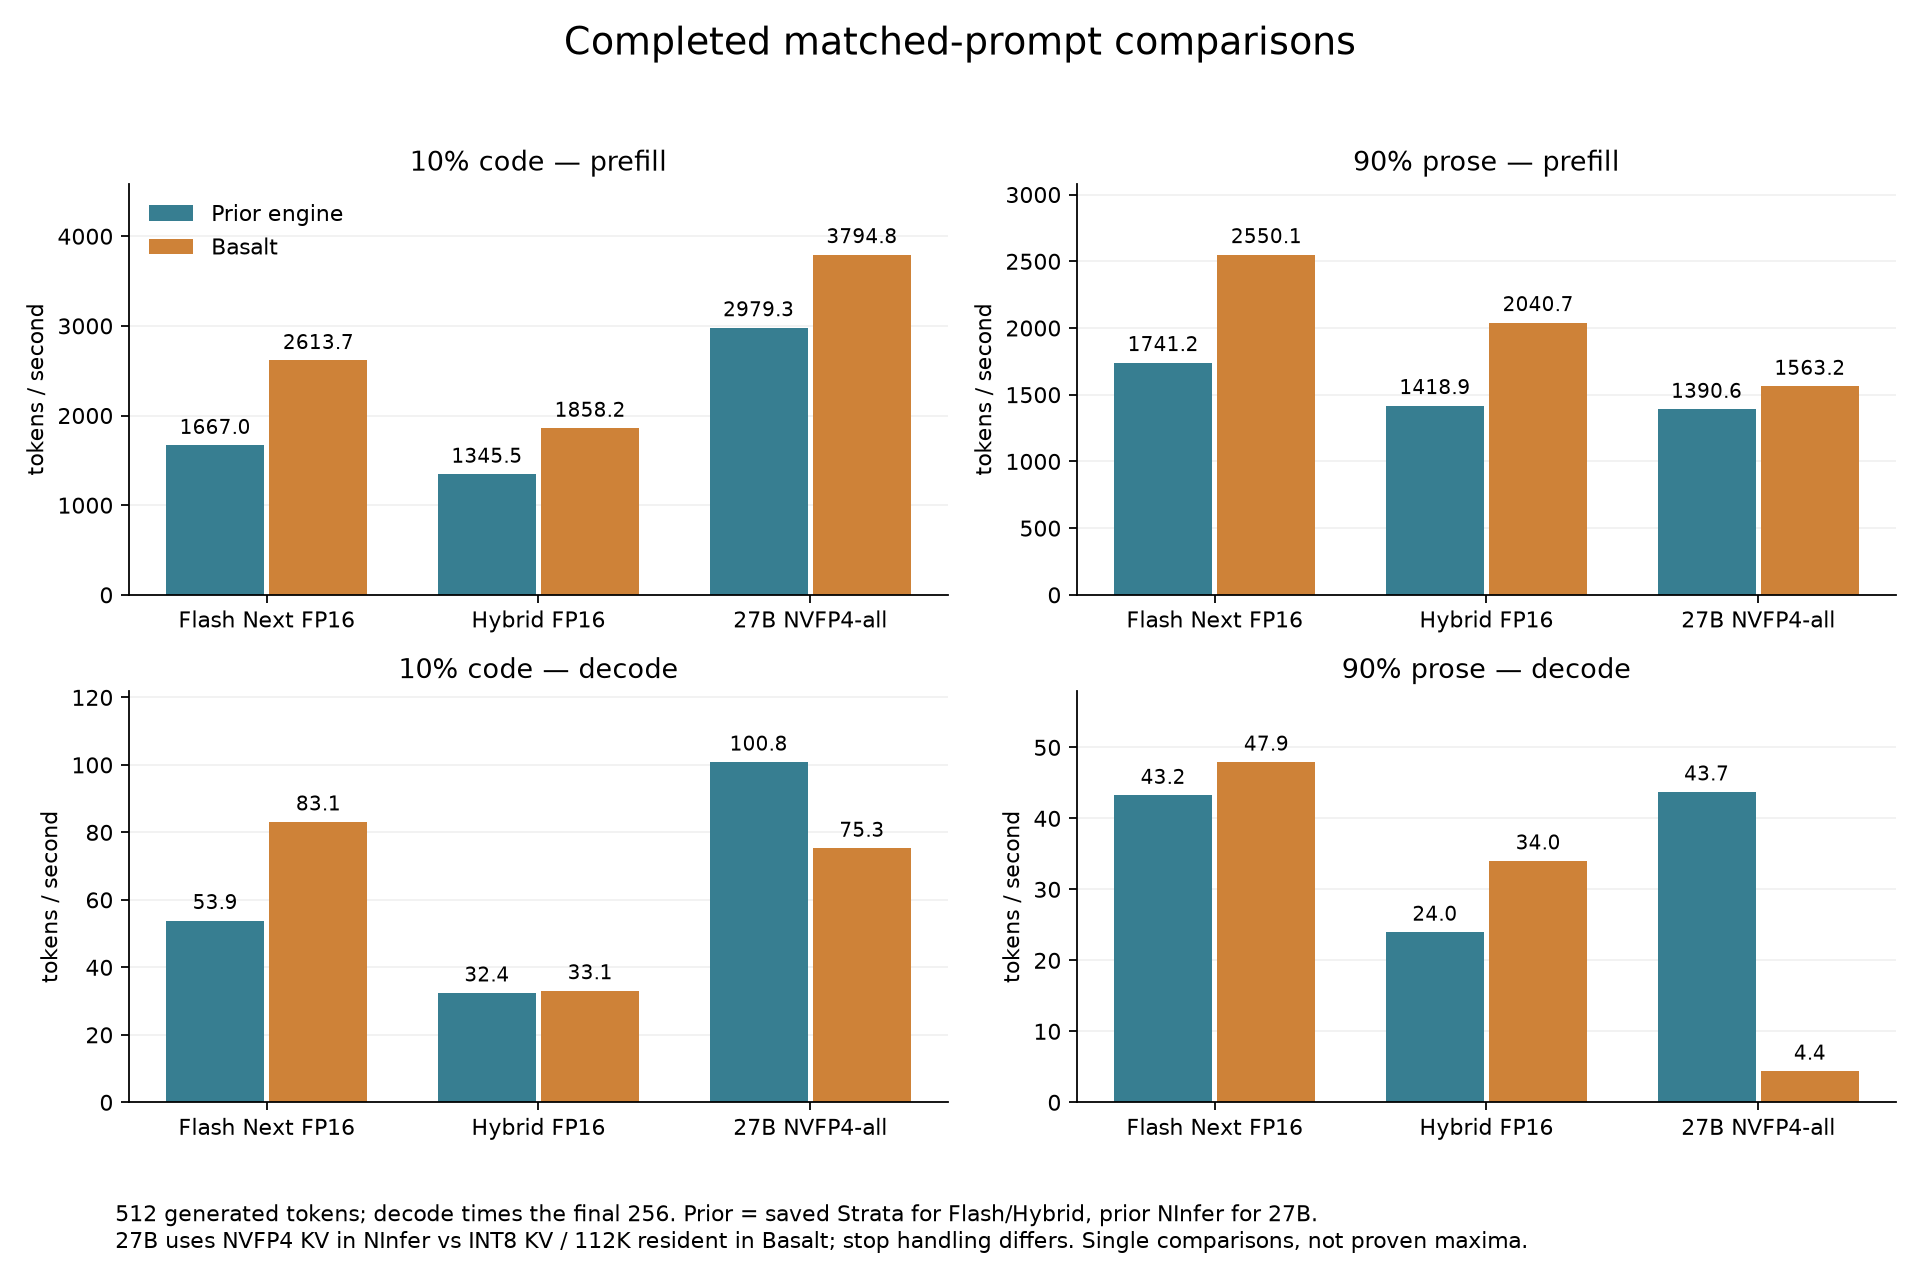 Completed matched-prompt comparisons
10% code — prefill
tokens / second
4000
3000
2000
1000
0
Prior engine
Basalt
1667.0
2613.7
1345.5
1858.2
2979.3
3794.8
Flash Next FP16
Hybrid FP16
27B NVFP4-all
90% prose — prefill
tokens / second
3000
2500
2000
1500
1000
500
0
1741.2
2550.1
1418.9
2040.7
1390.6
1563.2
Flash Next FP16
Hybrid FP16
27B NVFP4-all
10% code — decode
tokens / second
120
100
80
60
40
20
0
53.9
83.1
32.4
33.1
100.8
75.3
Flash Next FP16
Hybrid FP16
27B NVFP4-all
90% prose — decode
tokens / second
50
40
30
20
10
0
43.2
47.9
24.0
34.0
43.7
4.4
Flash Next FP16
Hybrid FP16
27B NVFP4-all
512 generated tokens; decode times the final 256. Prior = saved Strata for Flash/Hybrid, prior NInfer for 27B.
27B uses NVFP4 KV in NInfer vs INT8 KV / 112K resident in Basalt; stop handling differs. Single comparisons, not proven maxima.